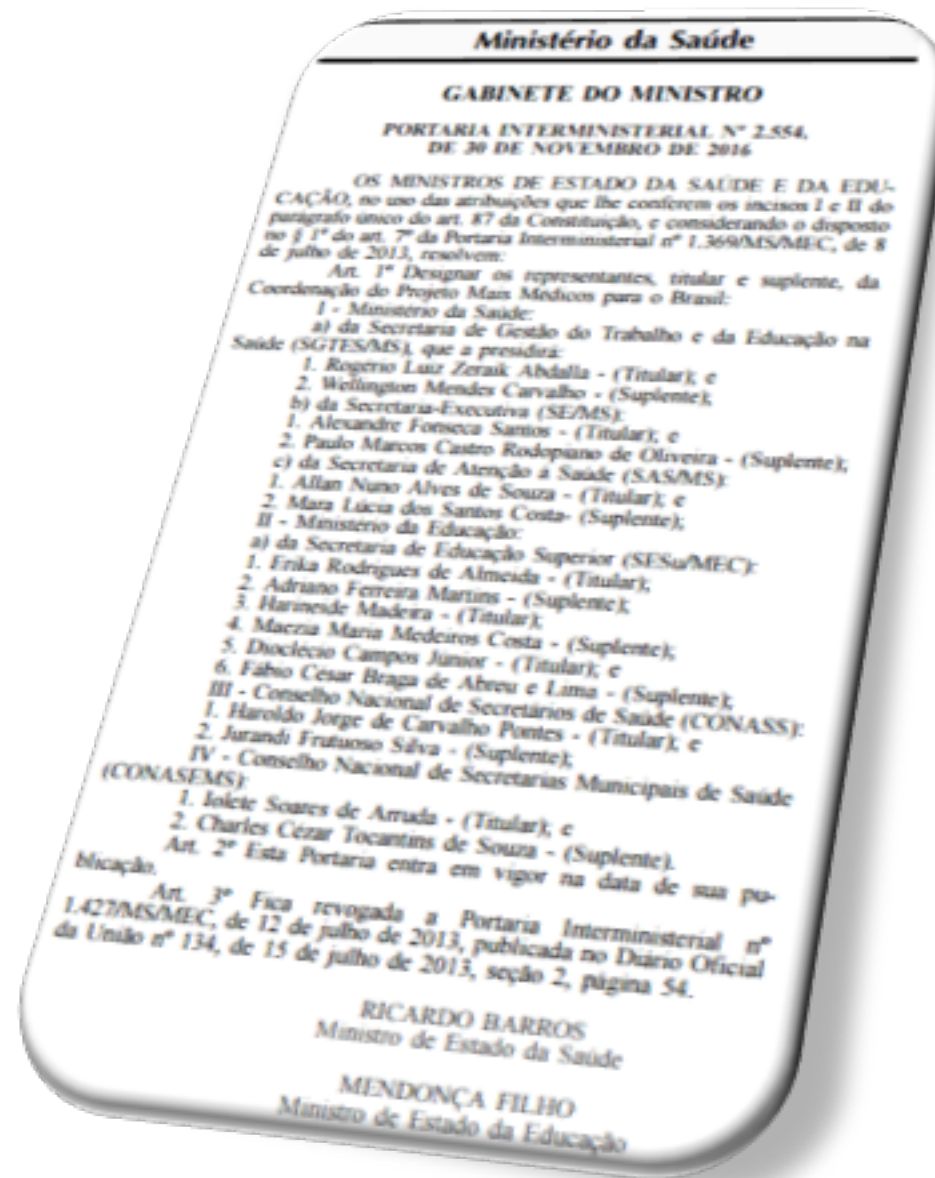 Ministério da Saúde
GABINETE DO MINISTRO
PORTARIA INTERMINISTERIAL Nº 2.554,
DE 30 DE NOVEMBRO DE 2016
OS MINISTROS DE ESTADO DA SAÚDE E DA EDU-
CAÇÃO, no uso das atribuições que lhe conferem os incisos I e II do
parágrafo único do art. 87 da Constituição, e considerando o disposto
no § 1º do art. 7º da Portaria Interministerial nº 1.369/MS/MEC, de 8
de julho de 2013, resolvem:
Art. 1º Designar os representantes, titular e suplente, da
Coordenação do Projeto Mais Médicos para o Brasil:
I - Ministério da Saúde:
a) da Secretaria de Gestão do Trabalho e da Educação na
Saúde (SGTES/MS), que a presidirá:
1. Rogério Luiz Zeraik Abdalla - (Titular); e
2. Wellington Mendes Carvalho - (Suplente);
b) da Secretaria-Executiva (SE/MS):
1. Alexandre Fonseca Santos - (Titular); e
2. Paulo Marcos Castro Rodopiano de Oliveira - (Suplente);
c) da Secretaria de Atenção à Saúde (SAS/MS):
1. Allan Nuno Alves de Souza - (Titular); e
2. Mara Lúcia dos Santos Costa- (Suplente);
II - Ministério da Educação:
a) da Secretaria de Educação Superior (SESu/MEC):
1. Erika Rodrigues de Almeida - (Titular);
2. Adriano Ferreira Martins - (Suplente);
3. Harineide Madeira - (Titular);
4. Maezia Maria Medeiros Costa - (Suplente);
5. Dioclécio Campos Júnior - (Titular); e
6. Fábio César Braga de Abreu e Lima - (Suplente);
III - Conselho Nacional de Secretários de Saúde (CONASS):
1. Haroldo Jorge de Carvalho Pontes - (Titular); e
2. Jurandi Frutuoso Silva - (Suplente);
IV - Conselho Nacional de Secretarias Municipais de Saúde
(CONASEMS):
1. Iolete Soares de Arruda - (Titular); e
2. Charles Cézar Tocantins de Souza - (Suplente).
Art. 2º Esta Portaria entra em vigor na data de sua pu-
blicação.
Art. 3º Fica revogada a Portaria Interministerial nº
1.427/MS/MEC, de 12 de julho de 2013, publicada no Diário Oficial
da União nº 134, de 15 de julho de 2013, seção 2, página 54.
RICARDO BARROS
Ministro de Estado da Saúde
MENDONÇA FILHO
Ministro de Estado da Educação